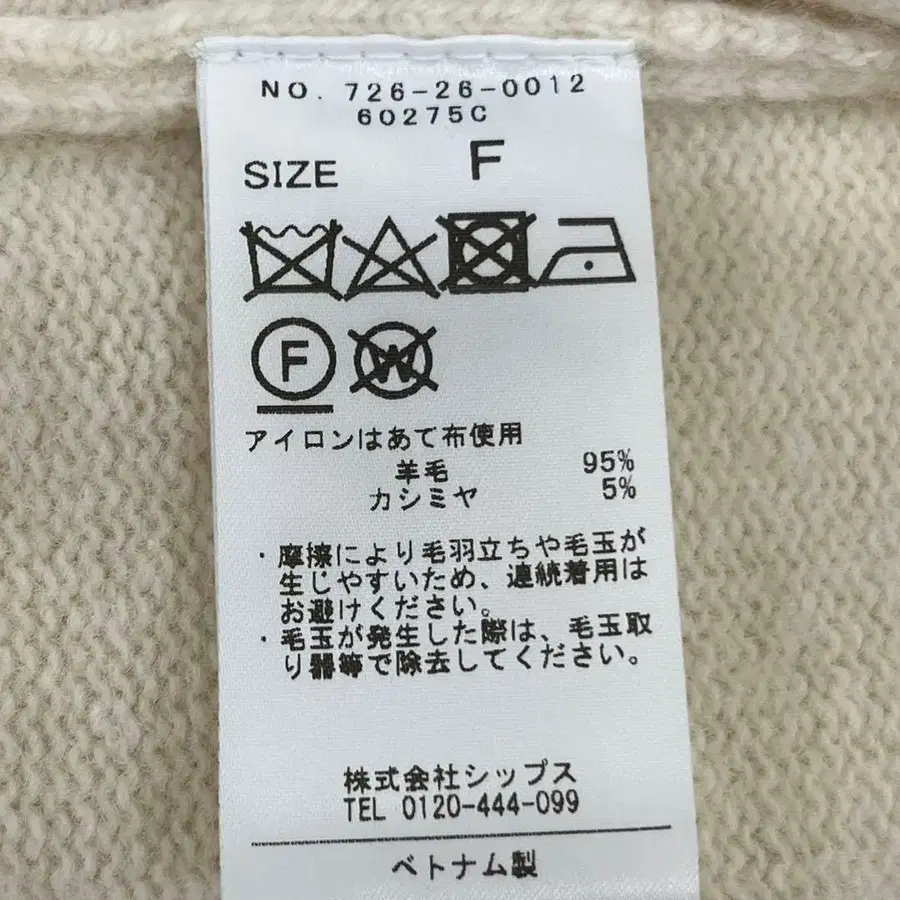 NO. 726-26-0012
60275C
SIZE F
F
W
アイロンはあて布使用
羊毛 95%
カシミヤ 5%
・摩擦により毛羽立ちや毛玉が
生じやすいため、連続着用は
お避けください。
・毛玉が発生した際は、毛玉取
り器等で除去してください。
株式会社シップス
TEL 0120-444-099
ベトナム製